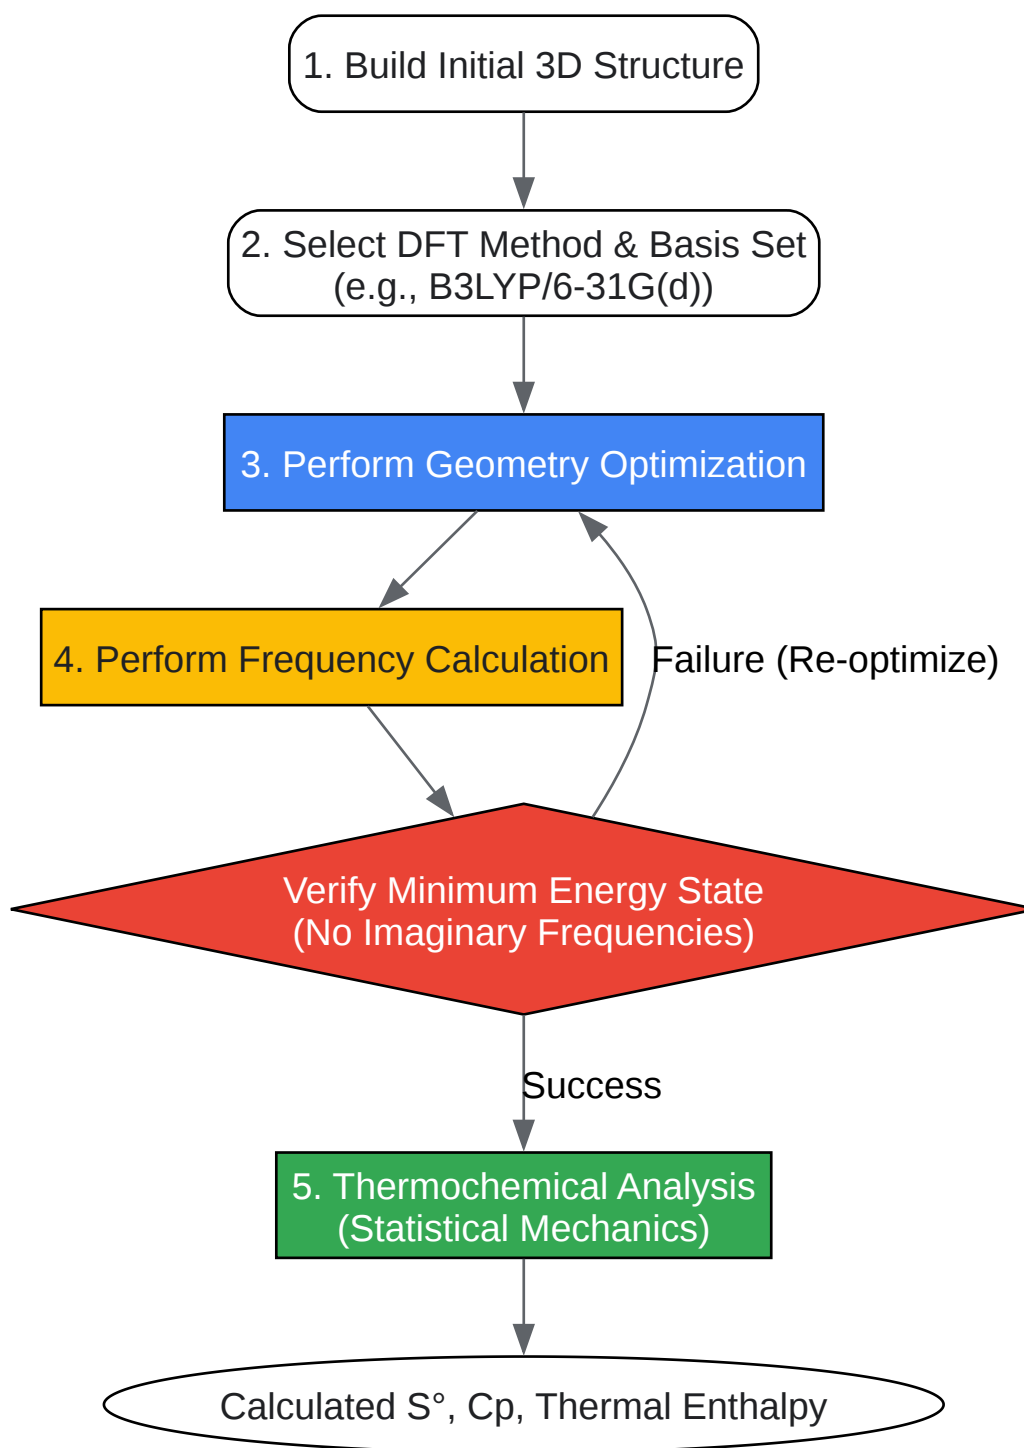 1. Build Initial 3D Structure
2. Select DFT Method & Basis Set
(e.g., B3LYP/6-31G(d))
3. Perform Geometry Optimization
4. Perform Frequency Calculation
Failure (Re-optimize)
Verify Minimum Energy State
(No Imaginary Frequencies)
Success
5. Thermochemical Analysis
(Statistical Mechanics)
Calculated S°, Cp, Thermal Enthalpy